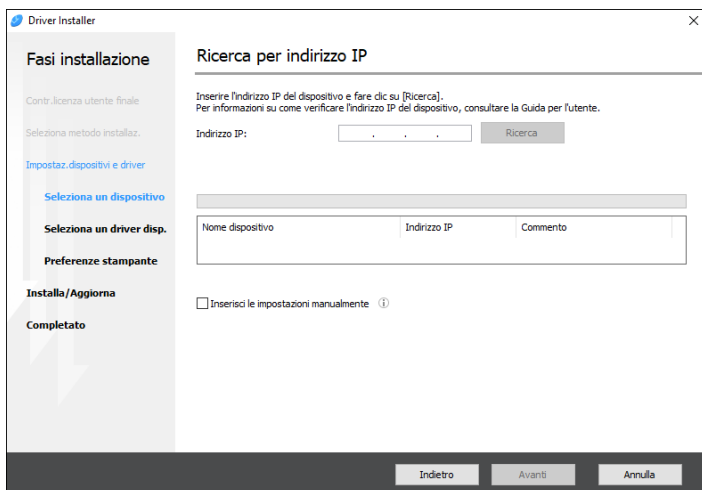 Driver Installer
Fasi installazione
Contr.licenza utente finale
Seleziona metodo installaz.
Impostaz.dispositivi e driver
Seleziona un dispositivo
Seleziona un driver disp.
Preferenze stampante
Installa/Aggiorna
Completato
Ricerca per indirizzo IP
Inserire l'indirizzo IP del dispositivo e fare clic su [Ricerca].
Per informazioni su come verificare l'indirizzo IP del dispositivo, consultare la Guida per l'utente.
Indirizzo IP: . . . Ricerca
Nome dispositivo Indirizzo IP Commento
Inserisci le impostazioni manualmente
Indietro Avanti Annulla